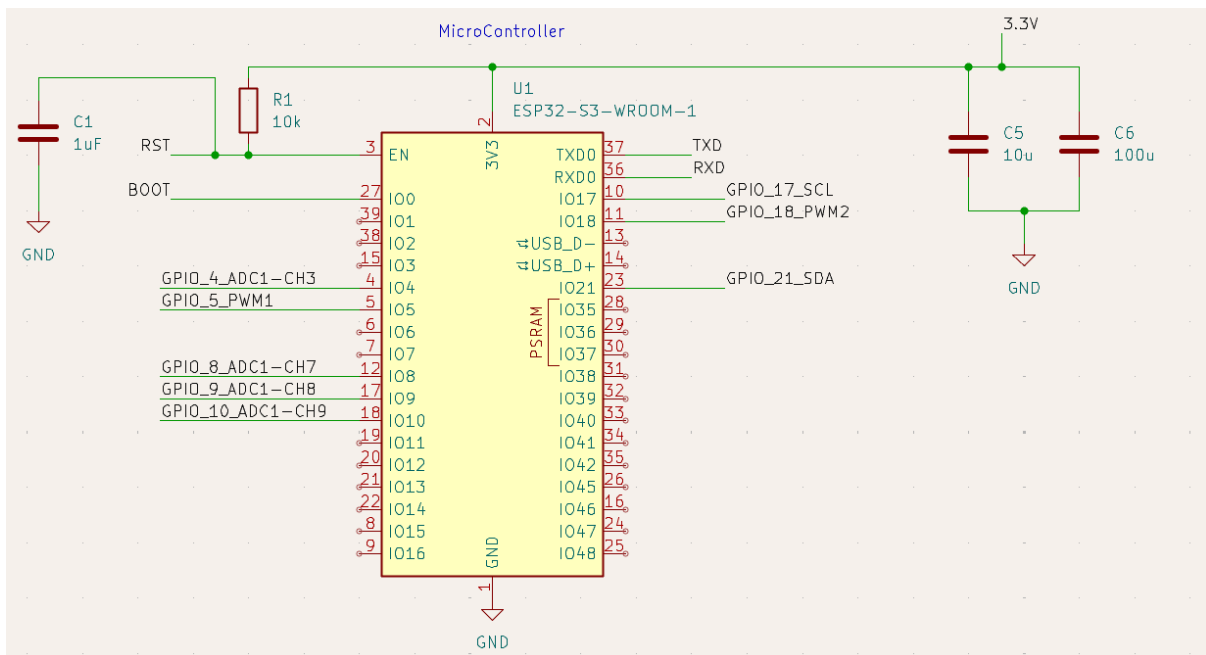 MicroController
3.3V
U1
ESP32-S3-WROOM-1
C1
1uF
R1
10k
C5
10u
C6
100u
2
3V3
RST
3
EN
TXD0
37
TXD
RXD0
36
RXD
BOOT
27
IO0
IO17
10
GPIO_17_SCL
39
IO1
IO18
11
GPIO_18_PWM2
38
IO2
USB_D-
13
15
IO3
USB_D+
14
GPIO_4_ADC1-CH3
4
IO4
IO21
23
GPIO_21_SDA
GPIO_5_PWM1
5
IO5
IO35
28
6
IO6
IO36
29
7
IO7
IO37
30
PSRAM
GPIO_8_ADC1-CH7
12
IO8
IO38
31
GPIO_9_ADC1-CH8
17
IO9
IO39
32
GPIO_10_ADC1-CH9
18
IO10
IO40
33
19
IO11
IO41
34
20
IO12
IO42
35
21
IO13
IO45
26
22
IO14
IO46
16
8
IO15
IO47
24
9
IO16
IO48
25
GND
1
GND
GND
GND